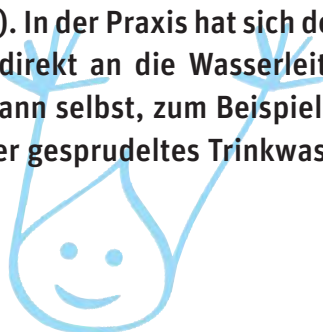 ). In der Praxis hat sich de
direkt an die Wasserleit
ann selbst, zum Beispiel
er gesprudeltes Trinkwas